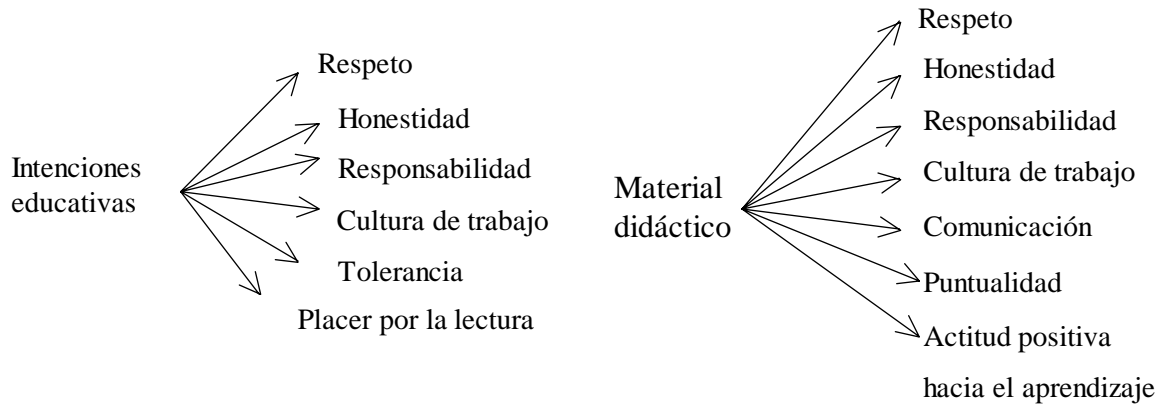 Intenciones
educativas
Respeto
Honestidad
Responsabilidad
Cultura de trabajo
Tolerancia
Placer por la lectura
Material
didáctico
Respeto
Honestidad
Responsabilidad
Cultura de trabajo
Comunicación
Puntualidad
Actitud positiva
hacia el aprendizaje